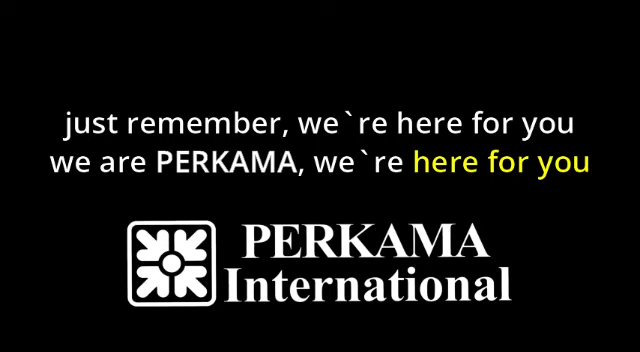 just remember, we`re here for you
we are PERKAMA, we`re here for you
PERKAMA
International